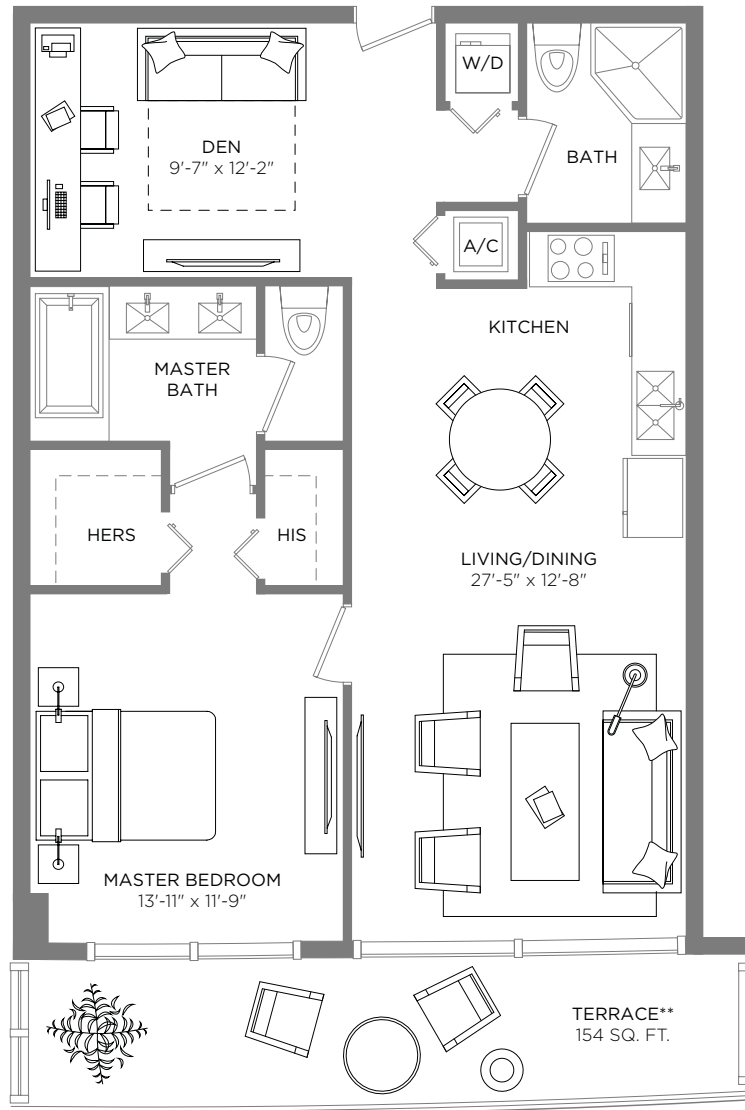 W/D
DEN
9'-7" x 12'-2"
BATH
A/C
KITCHEN
MASTER
BATH
HERS
HIS
LIVING/DINING
27'-5" x 12'-8"
MASTER BEDROOM
13'-11" x 11'-9"
TERRACE**
154 SQ. FT.